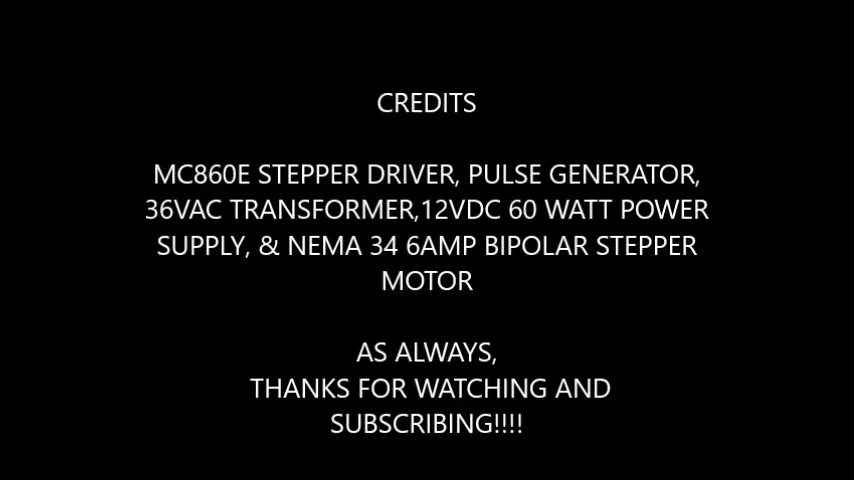 CREDITS
MC860E STEPPER DRIVER, PULSE GENERATOR,
36VAC TRANSFORMER,12VDC 60 WATT POWER
SUPPLY, & NEMA 34 6AMP BIPOLAR STEPPER
MOTOR
AS ALWAYS,
THANKS FOR WATCHING AND
SUBSCRIBING!!!!